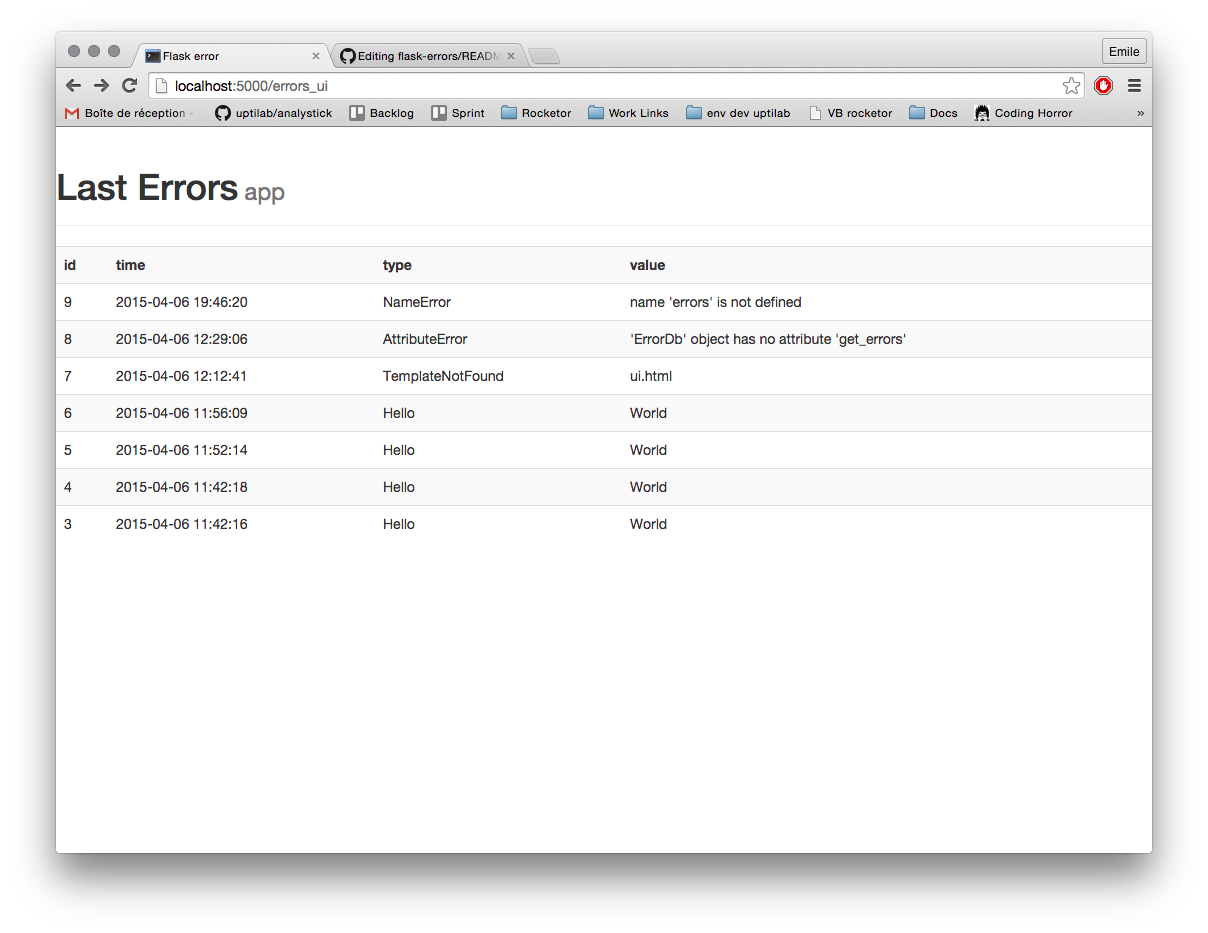 Flask error
Editing flask-errors/READM
Emile
localhost:5000/errors_ui
Boîte de réception - uptilab/analystick Backlog Sprint Rocketor Work Links env dev uptilab VB rocketor Docs Coding Horror »
Last Errors app
id time type value
9 2015-04-06 19:46:20 NameError name 'errors' is not defined
8 2015-04-06 12:29:06 AttributeError 'ErrorDb' object has no attribute 'get_errors'
7 2015-04-06 12:12:41 TemplateNotFound ui.html
6 2015-04-06 11:56:09 Hello World
5 2015-04-06 11:52:14 Hello World
4 2015-04-06 11:42:18 Hello World
3 2015-04-06 11:42:16 Hello World